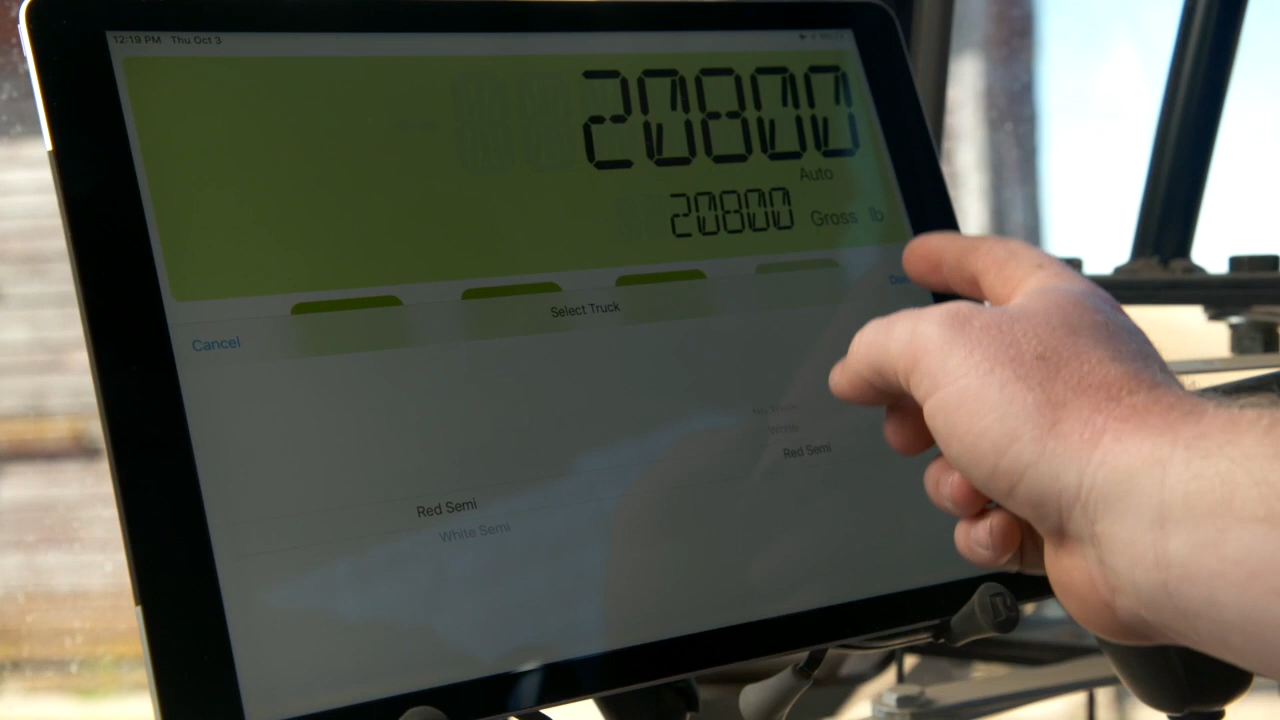 12:19 PM Thu Oct 3
20800
Auto
20800 Gross lb
Cancel
Select Truck
White
Red Semi
Red Semi
White Semi